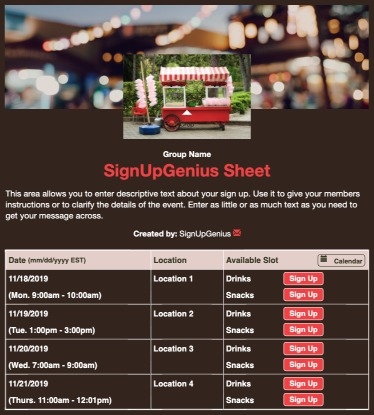 Group Name
SignUpGenius Sheet
This area allows you to enter descriptive text about your sign up. Use it to give your members
instructions or to clarify the details of the event. Enter as little or as much text as you need to
get your message across.
Created by: SignUpGenius
Date (mm/dd/yyyy EST) Location Available Slot Calendar
11/18/2019 Location 1 Drinks Sign Up
(Mon. 9:00am - 10:00am) Snacks Sign Up
11/19/2019 Location 2 Drinks Sign Up
(Tue. 1:00pm - 3:00pm) Snacks Sign Up
11/20/2019 Location 3 Drinks Sign Up
(Wed. 7:00am - 9:00am) Snacks Sign Up
11/21/2019 Location 4 Drinks Sign Up
(Thurs. 11:00am - 12:01pm) Snacks Sign Up